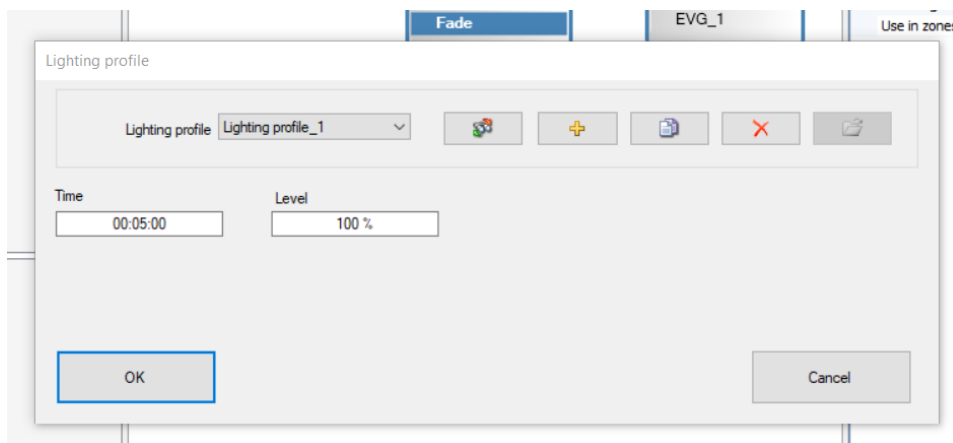 Fade
EVG_1
Use in zones
Lighting profile
Lighting profile
Lighting profile_1
Time
Level
00:05:00
100 %
OK
Cancel